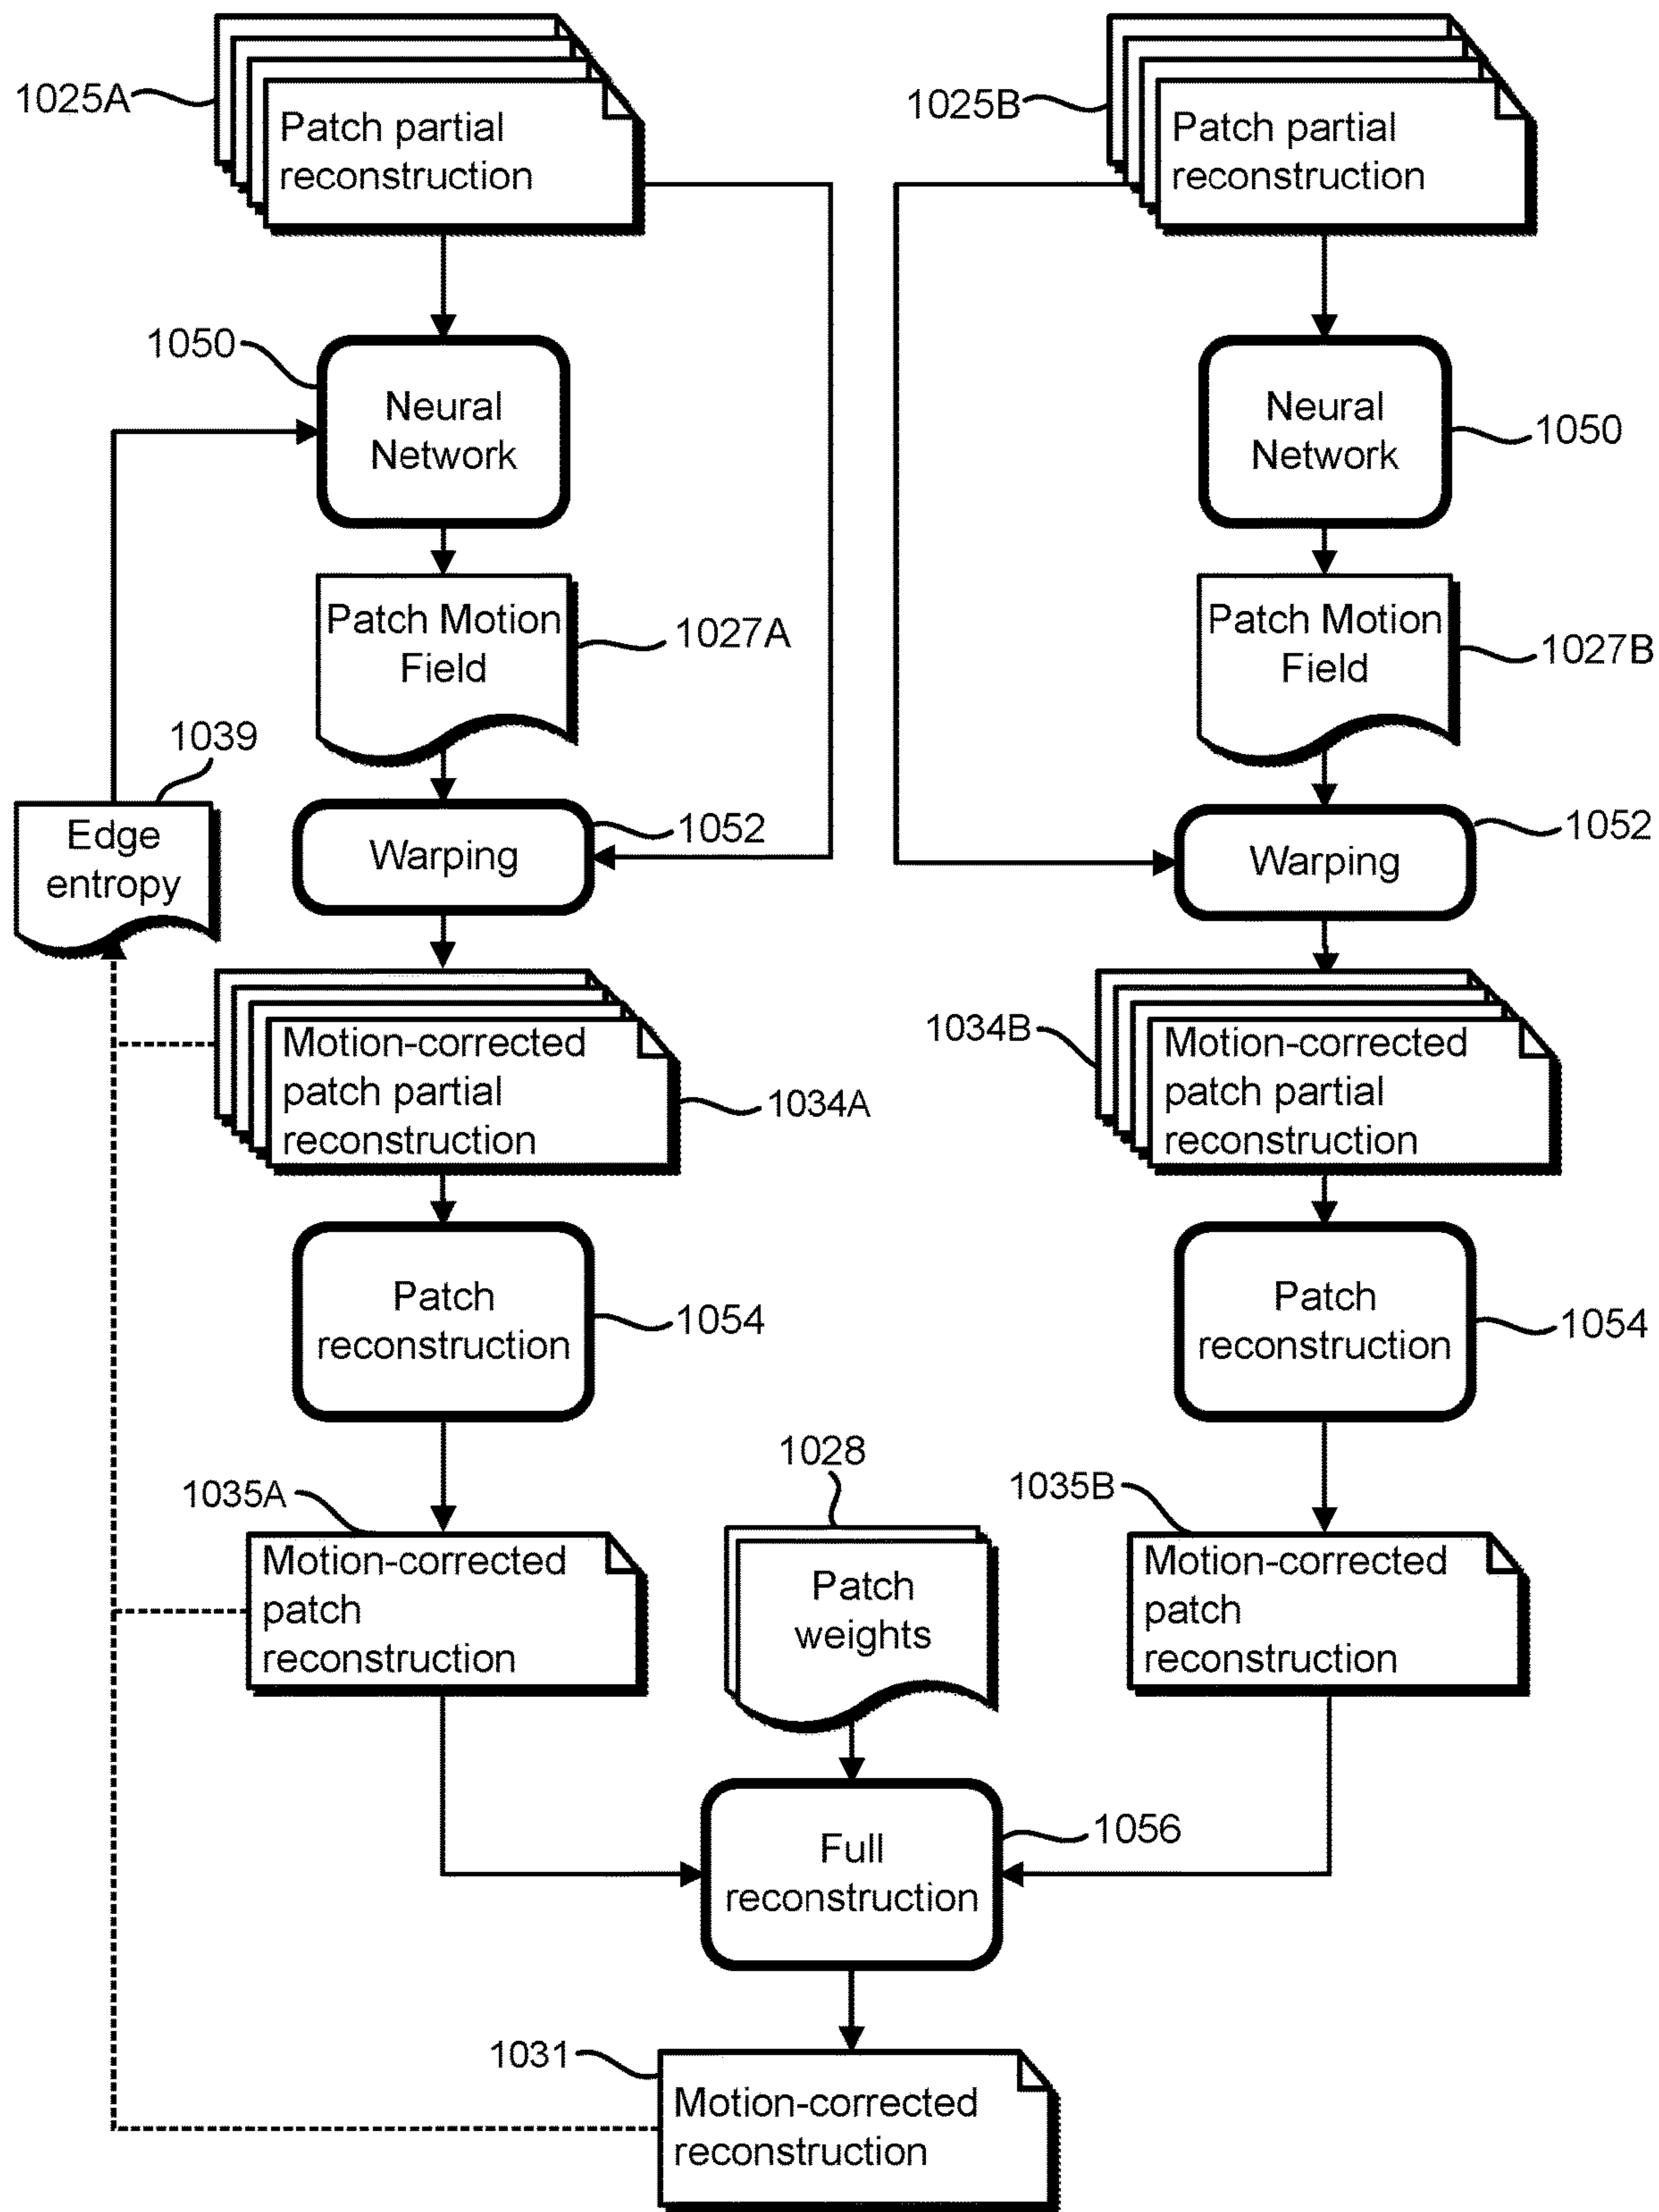 1025A
Patch partial
reconstruction
1025B
Patch partial
reconstruction
1050
Neural
Network
Neural
Network
1050
Patch Motion
Field
1027A
Patch Motion
Field
1027B
1039
Edge
entropy
Warping
1052
Warping
1052
Motion-corrected
patch partial
reconstruction
1034A
1034B
Motion-corrected
patch partial
reconstruction
Patch
reconstruction
1054
Patch
reconstruction
1054
1035A
Motion-corrected
patch
reconstruction
1028
Patch
weights
1035B
Motion-corrected
patch
reconstruction
Full
reconstruction
1056
1031
Motion-corrected
reconstruction